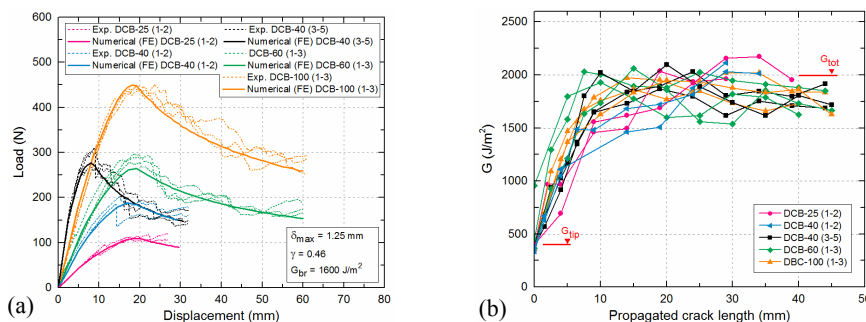 Exp. DCB-25 (1-2)
Exp. DCB-40 (3-5)
Numerical (FE) DCB-25 (1-2)
Numerical (FE) DCB-40 (3-5)
Exp. DCB-40 (1-2)
DCB-60 (1-3)
Numerical (FE) DCB-40 (1-2)
Numerical (FE) DCB-60 (1-3)
Exp. DCB-100 (1-3)
Numerical (FE) DCB-100 (1-3)
600
500
400
300
200
100
0
Load (N)
δmax = 1.25 mm
γ = 0.46
Gbr = 1600 J/m²
0 10 20 30 40 50 60 70 80
Displacement (mm)
(a)
2500
2000
1500
1000
500
0
G (J/m²)
Gtot
Gtip
DCB-25 (1-2)
DCB-40 (1-2)
DCB-40 (3-5)
DCB-60 (1-3)
DBC-100 (1-3)
0 10 20 30 40 50
Propagated crack length (mm)
(b)